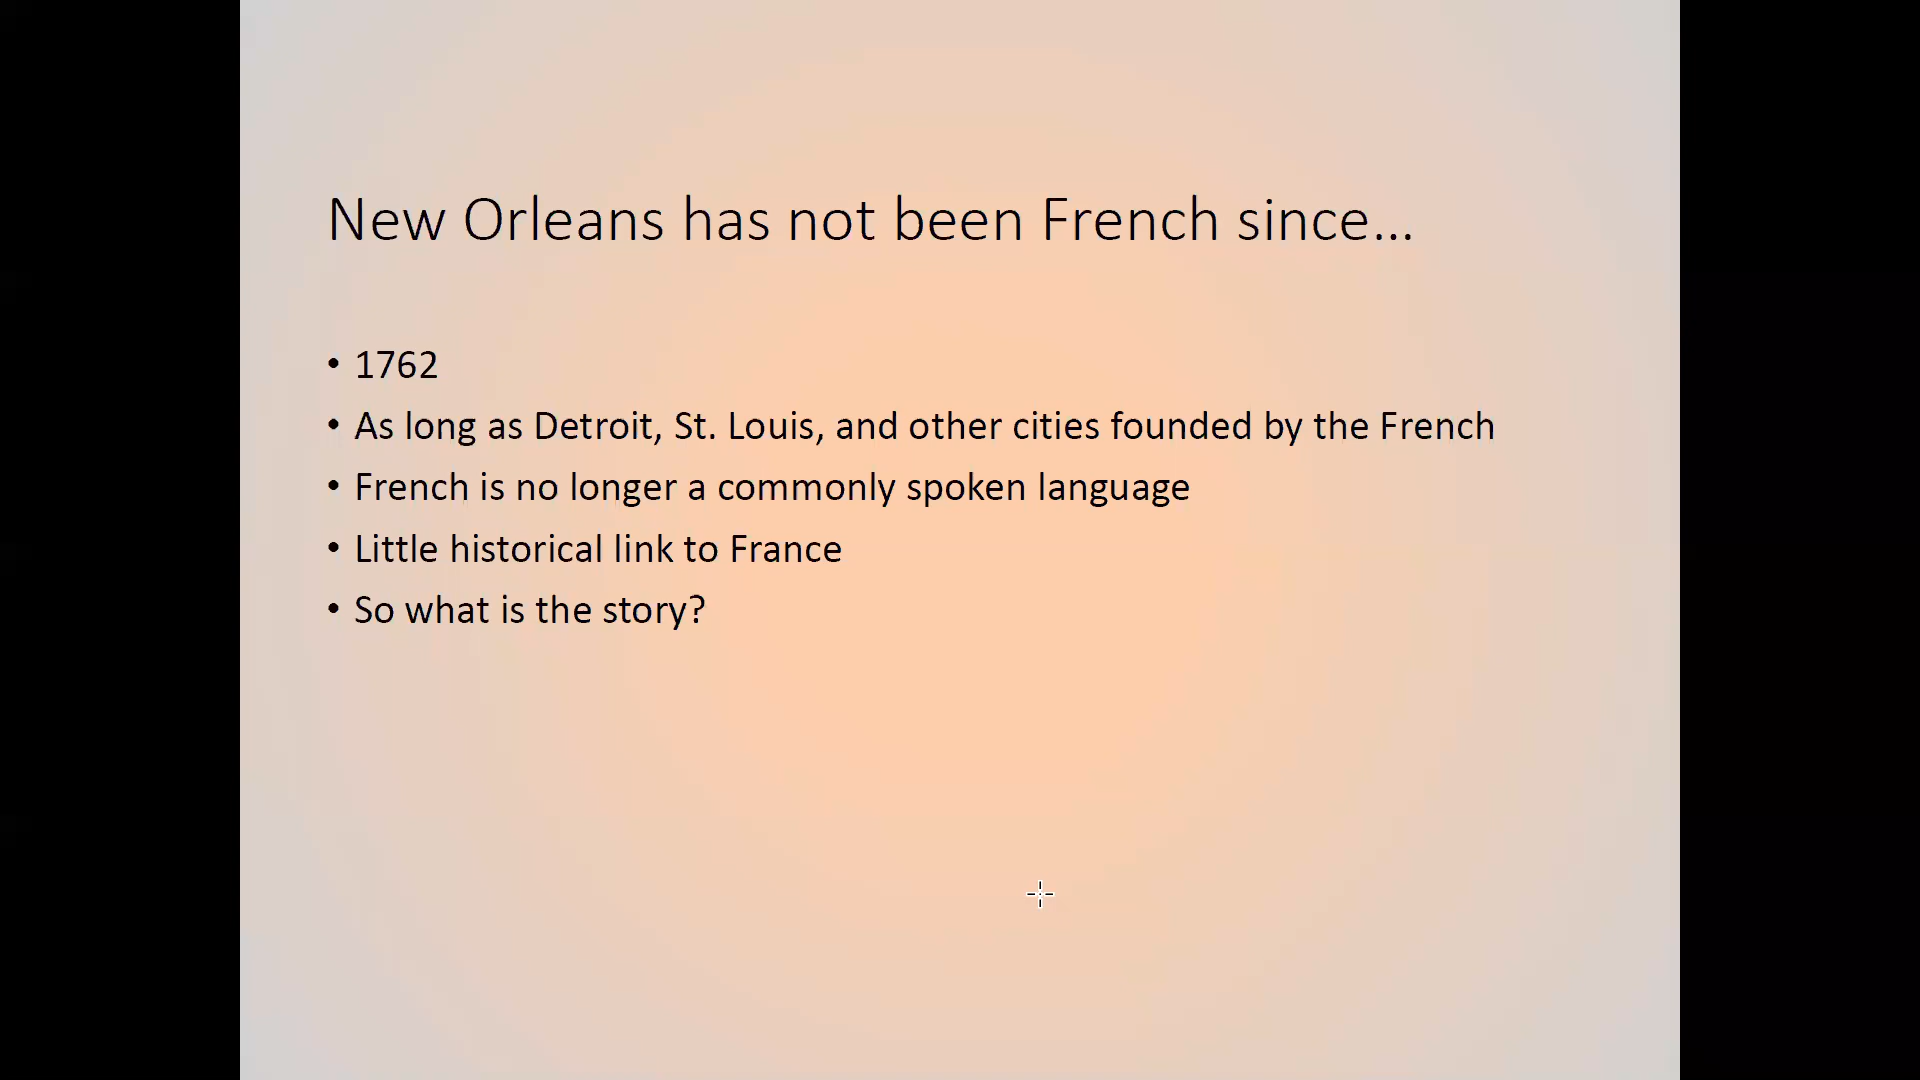 New Orleans has not been French since...
• 1762
• As long as Detroit, St. Louis, and other cities founded by the French
• French is no longer a commonly spoken language
• Little historical link to France
• So what is the story?